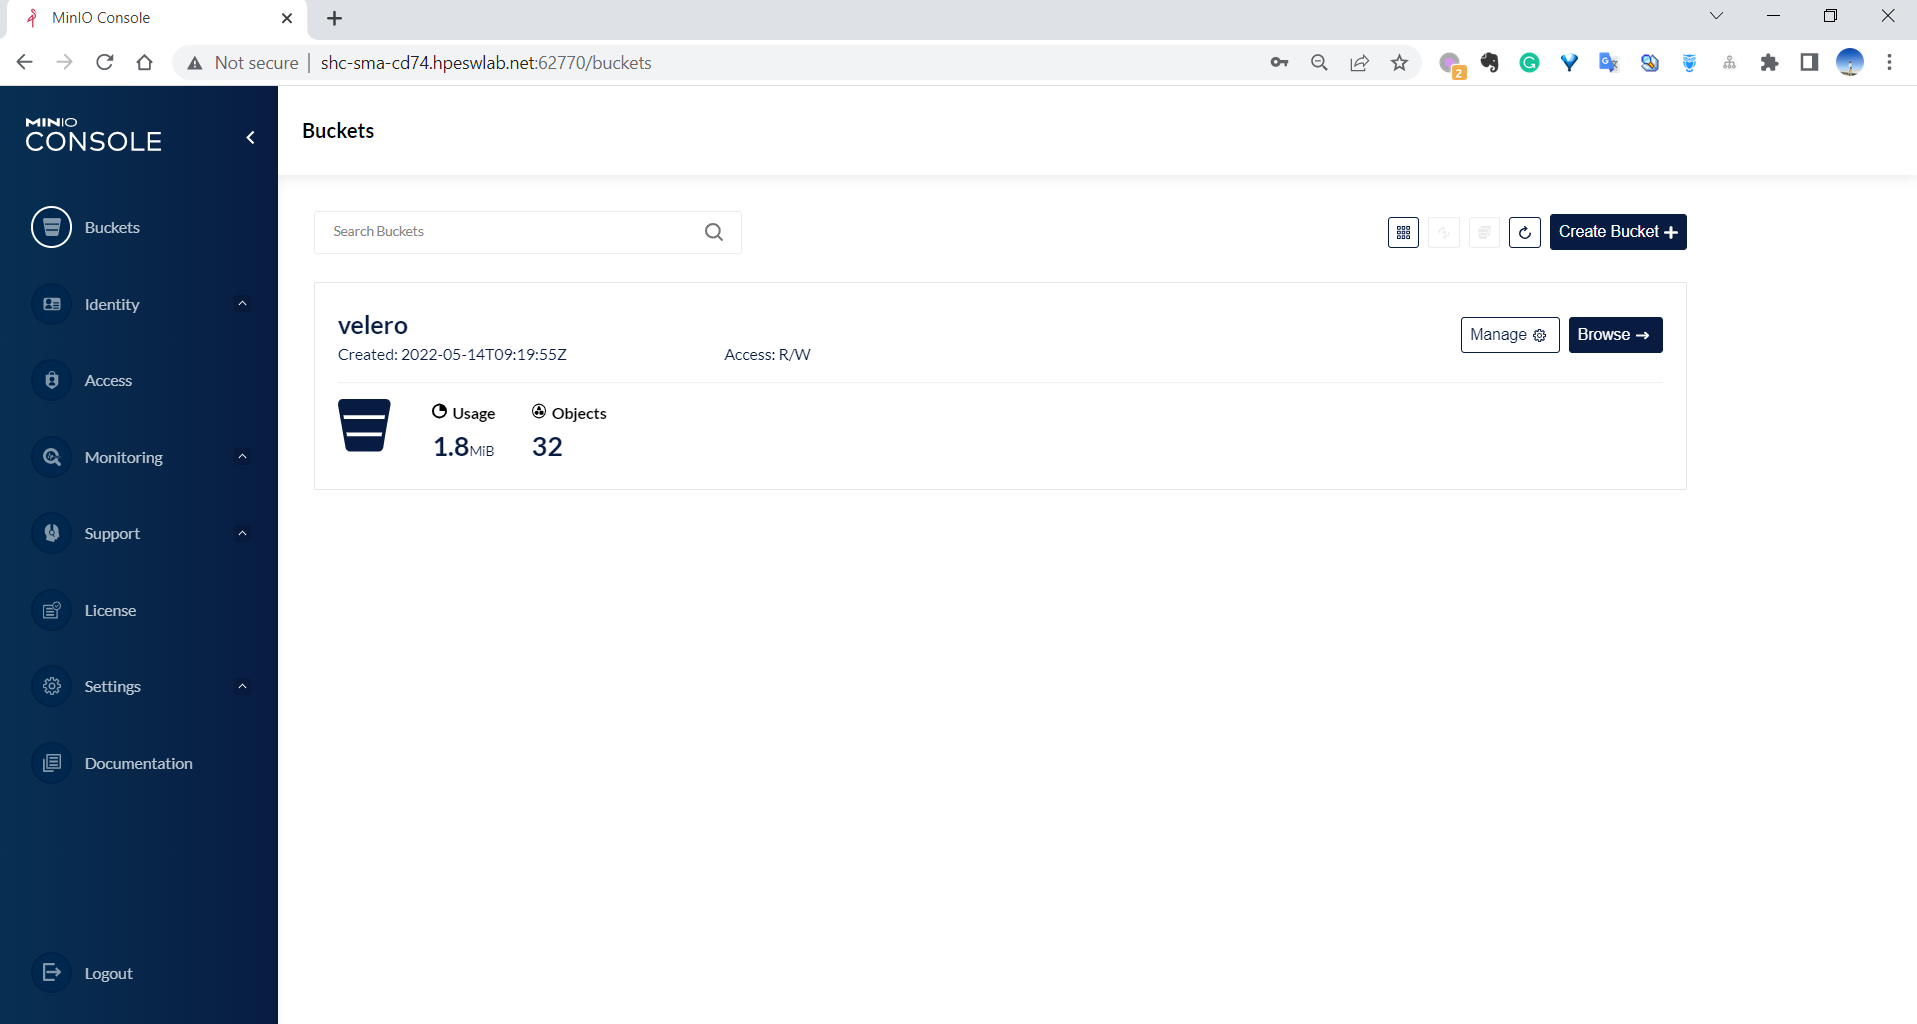 MinIO Console
Not secure
shc-sma-cd74.hpeswlab.net:62770/buckets
2
MINIO
CONSOLE
Buckets
Identity
Access
Monitoring
Support
License
Settings
Documentation
Logout
Buckets
Search Buckets
Create Bucket
velero
Created: 2022-05-14T09:19:55Z
Access: R/W
Manage
Browse
Usage
Objects
1.8MiB
32